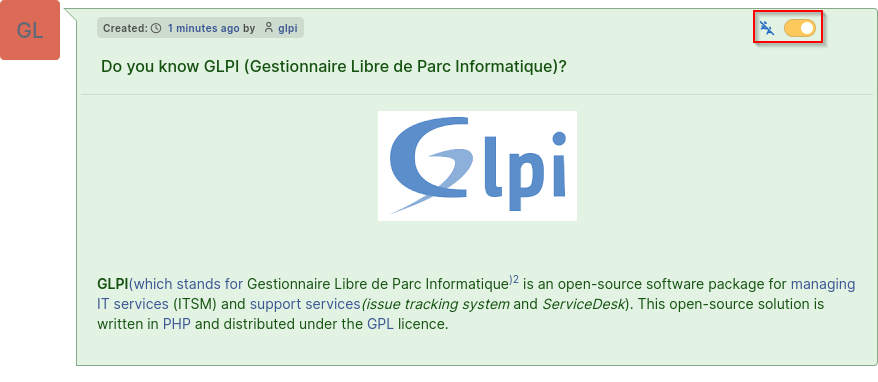 GL
Created: 1 minutes ago by glpi
Do you know GLPI (Gestionnaire Libre de Parc Informatique)?
Glpi
GLPI(which stands for Gestionnaire Libre de Parc Informatique)2 is an open-source software package for managing
IT services (ITSM) and support services(issue tracking system and ServiceDesk). This open-source solution is
written in PHP and distributed under the GPL licence.